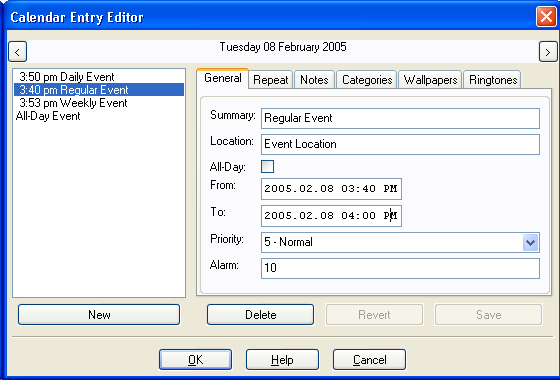 Calendar Entry Editor
< Tuesday 08 February 2005 >
3:50 pm Daily Event
3:40 pm Regular Event
3:53 pm Weekly Event
All-Day Event
General Repeat Notes Categories Wallpapers Ringtones
Summary: Regular Event
Location: Event Location
All-Day:
From: 2005.02.08 03:40 PM
To: 2005.02.08 04:00 PM
Priority: 5 - Normal
Alarm: 10
New Delete Revert Save
OK Help Cancel